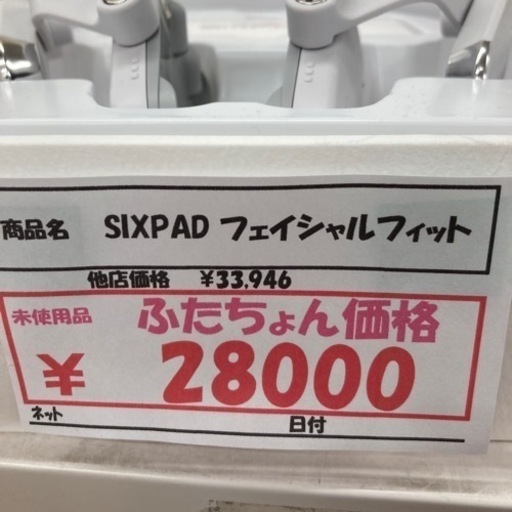 商品名 SIXPAD フェイシャルフィット
他店価格 ¥33,946
未使用品 ふたちょん価格
¥ 28000
ネット 日付